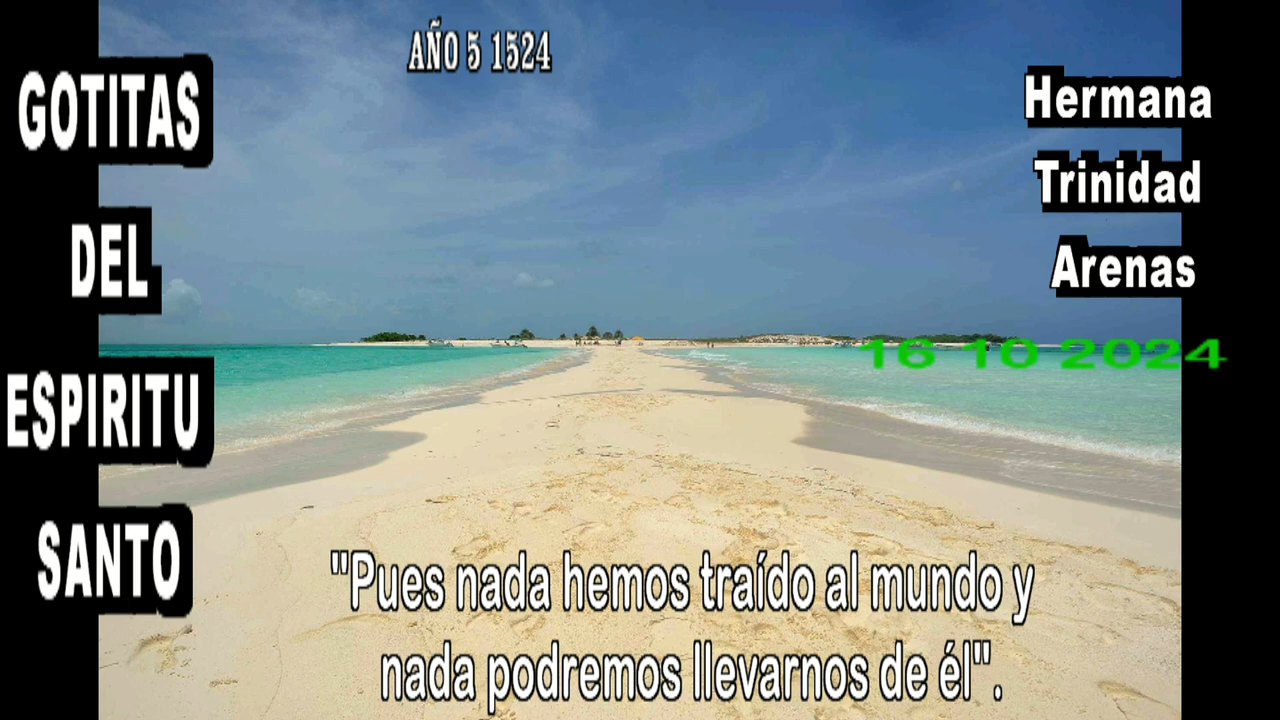 AÑO 5 1524
GOTITAS
DEL
ESPIRITU
SANTO
Hermana
Trinidad
Arenas
16 10 2024
"Pues nada hemos traído al mundo y
nada podremos llevarnos de él".